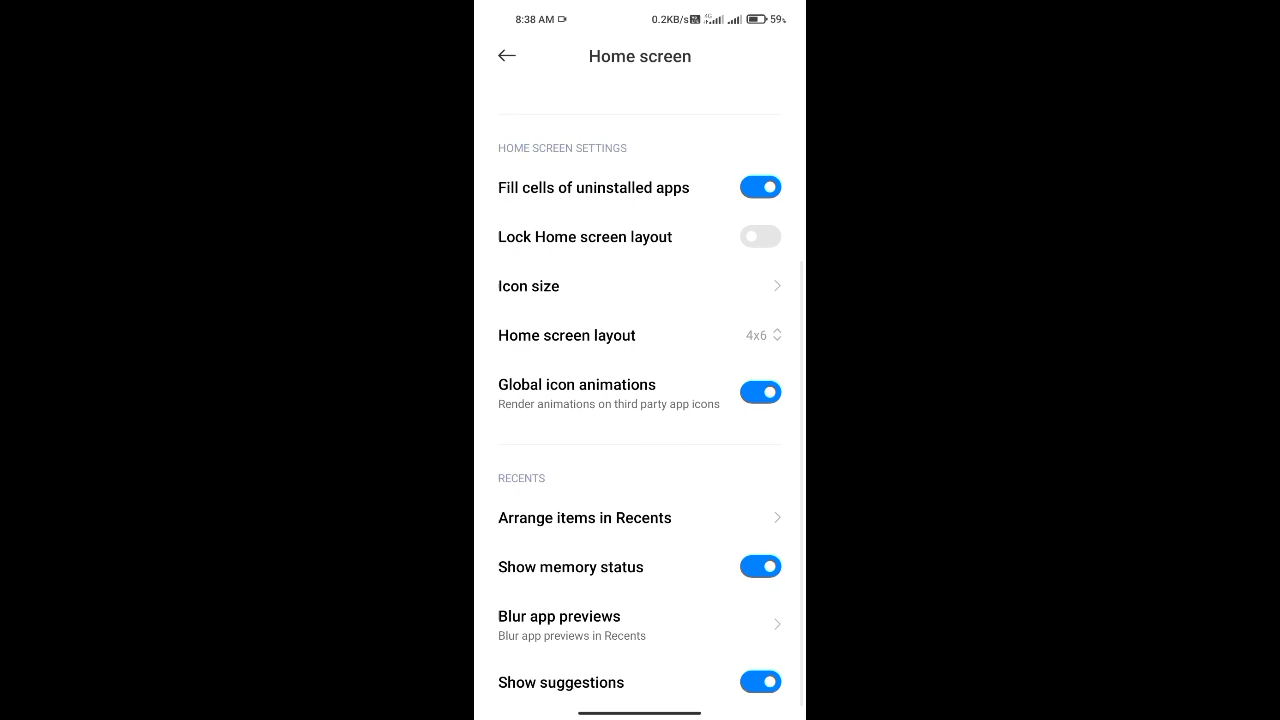 8:38 AM 0.2KB/s 4G 59%
Home screen
HOME SCREEN SETTINGS
Fill cells of uninstalled apps
Lock Home screen layout
Icon size
Home screen layout 4x6
Global icon animations
Render animations on third party app icons
RECENTS
Arrange items in Recents
Show memory status
Blur app previews
Blur app previews in Recents
Show suggestions